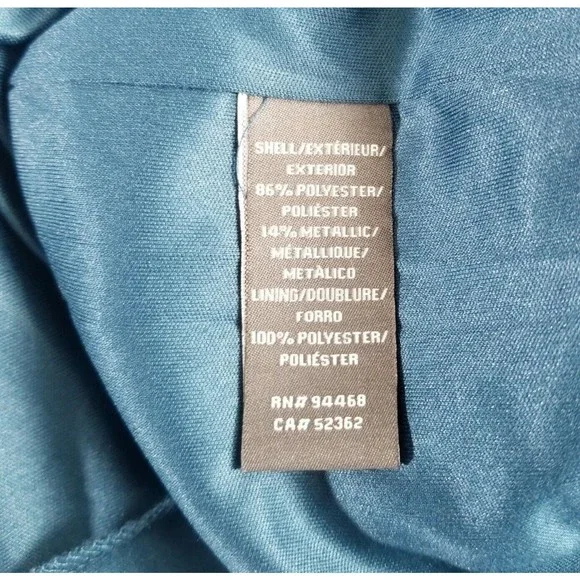 SHELL/EXTÉRIEUR/
EXTERIOR
86% POLYESTER/
POLIÉSTER
14% METALLIC/
MÉTALLIQUE/
METÀLICO
LINING/DOUBLURE/
FORRO
100% POLYESTER/
POLIÉSTER
RN# 94468
CA# 52362